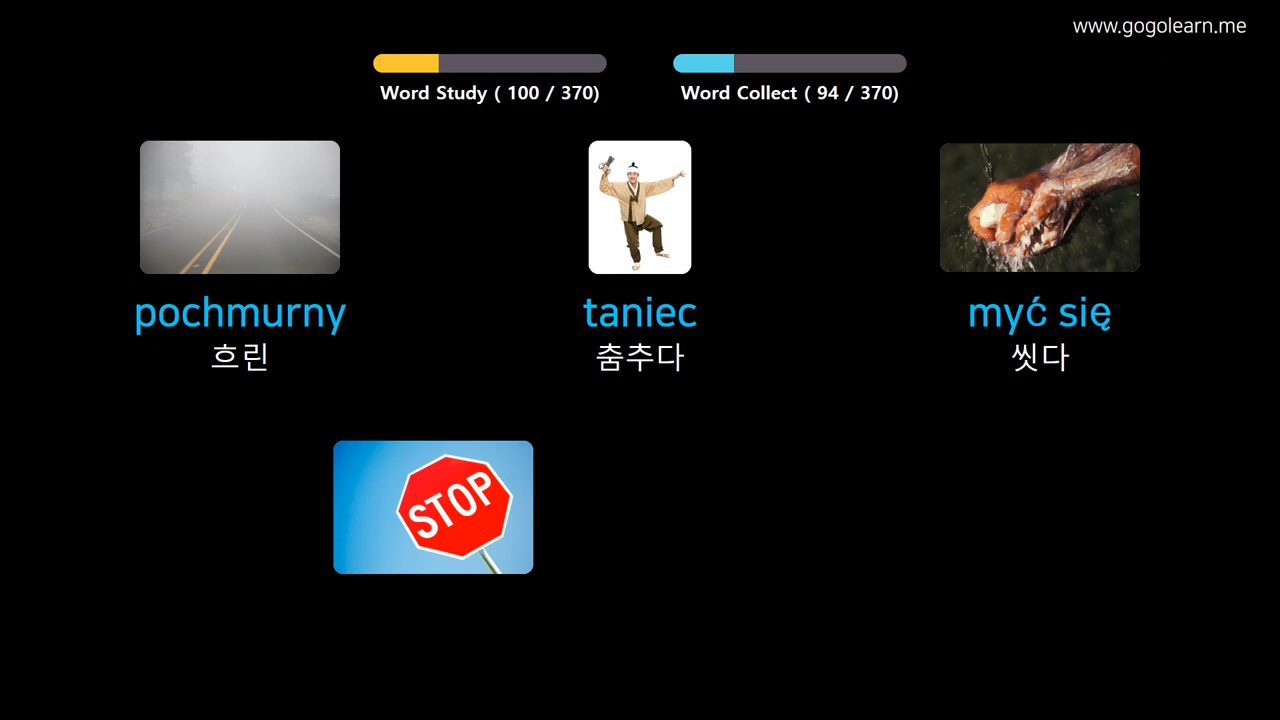 www.gogolearn.me
Word Study ( 100 / 370)
Word Collect ( 94 / 370)
pochmurny
흐린
taniec
춤추다
myć się
씻다
STOP